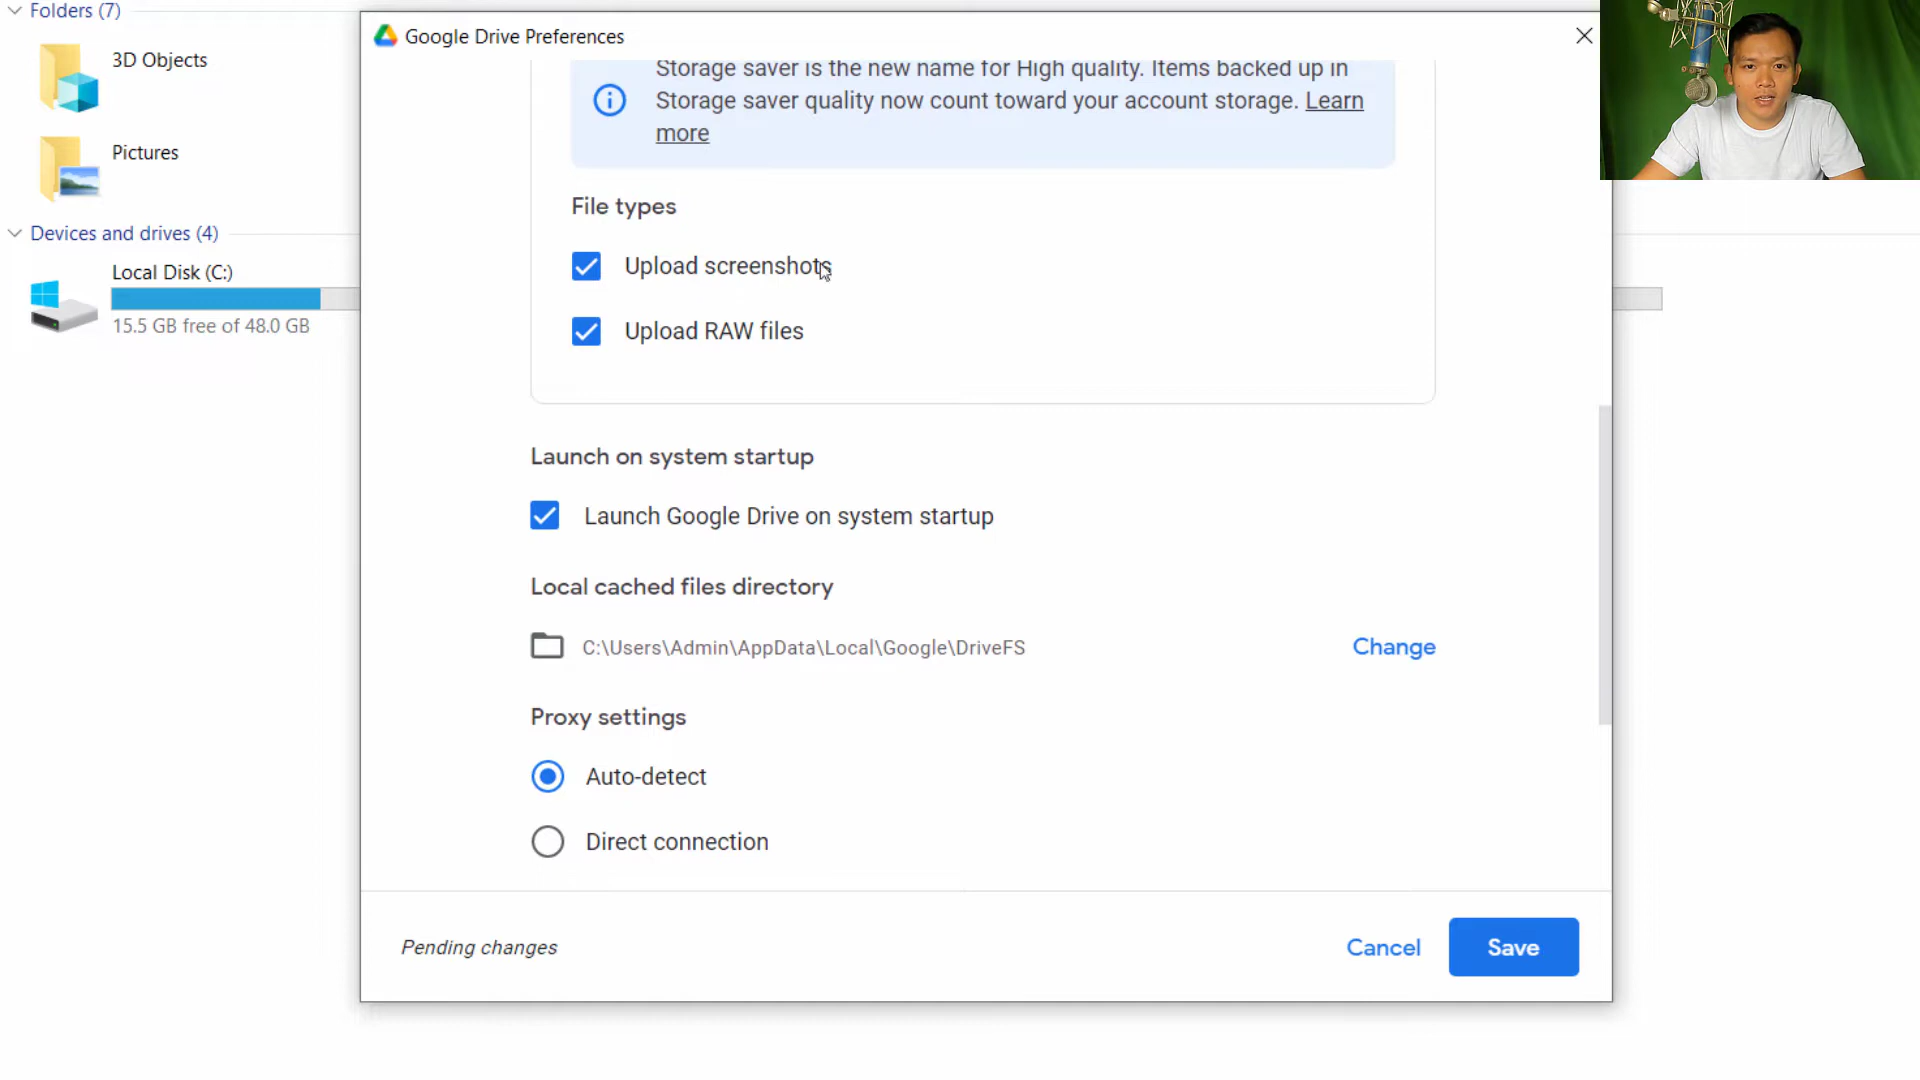 Folders (7)
3D Objects
Pictures
Devices and drives (4)
Local Disk (C:)
15.5 GB free of 48.0 GB
Google Drive Preferences
Storage saver is the new name for High quality. Items backed up in
Storage saver quality now count toward your account storage. Learn
more
File types
Upload screenshots
Upload RAW files
Launch on system startup
Launch Google Drive on system startup
Local cached files directory
C:\Users\Admin\AppData\Local\Google\DriveFS
Change
Proxy settings
Auto-detect
Direct connection
Pending changes
Cancel
Save